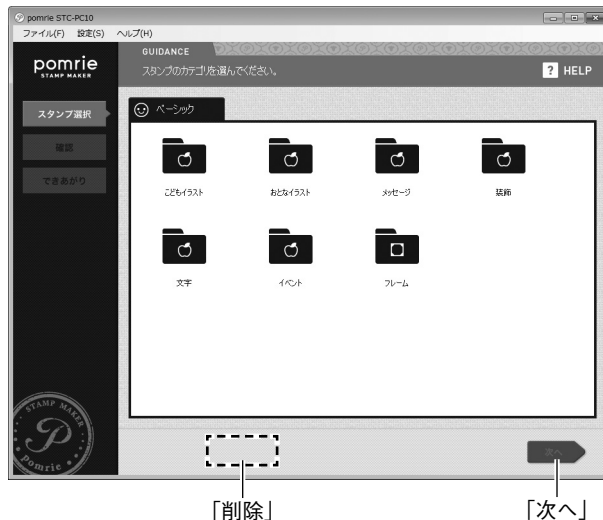 pomrie STC-PC10
ファイル(F) 設定(S) ヘルプ(H)
pomrie
STAMP MAKER
GUIDANCE
スタンプのカテゴリを選んでください。
? HELP
スタンプ選択
確認
できあがり
ベーシック
こどもイラスト
おとなイラスト
メッセージ
装飾
文字
イベント
フレーム
STAMP MAKER
P
pomrie
次へ
「削除」
「次へ」